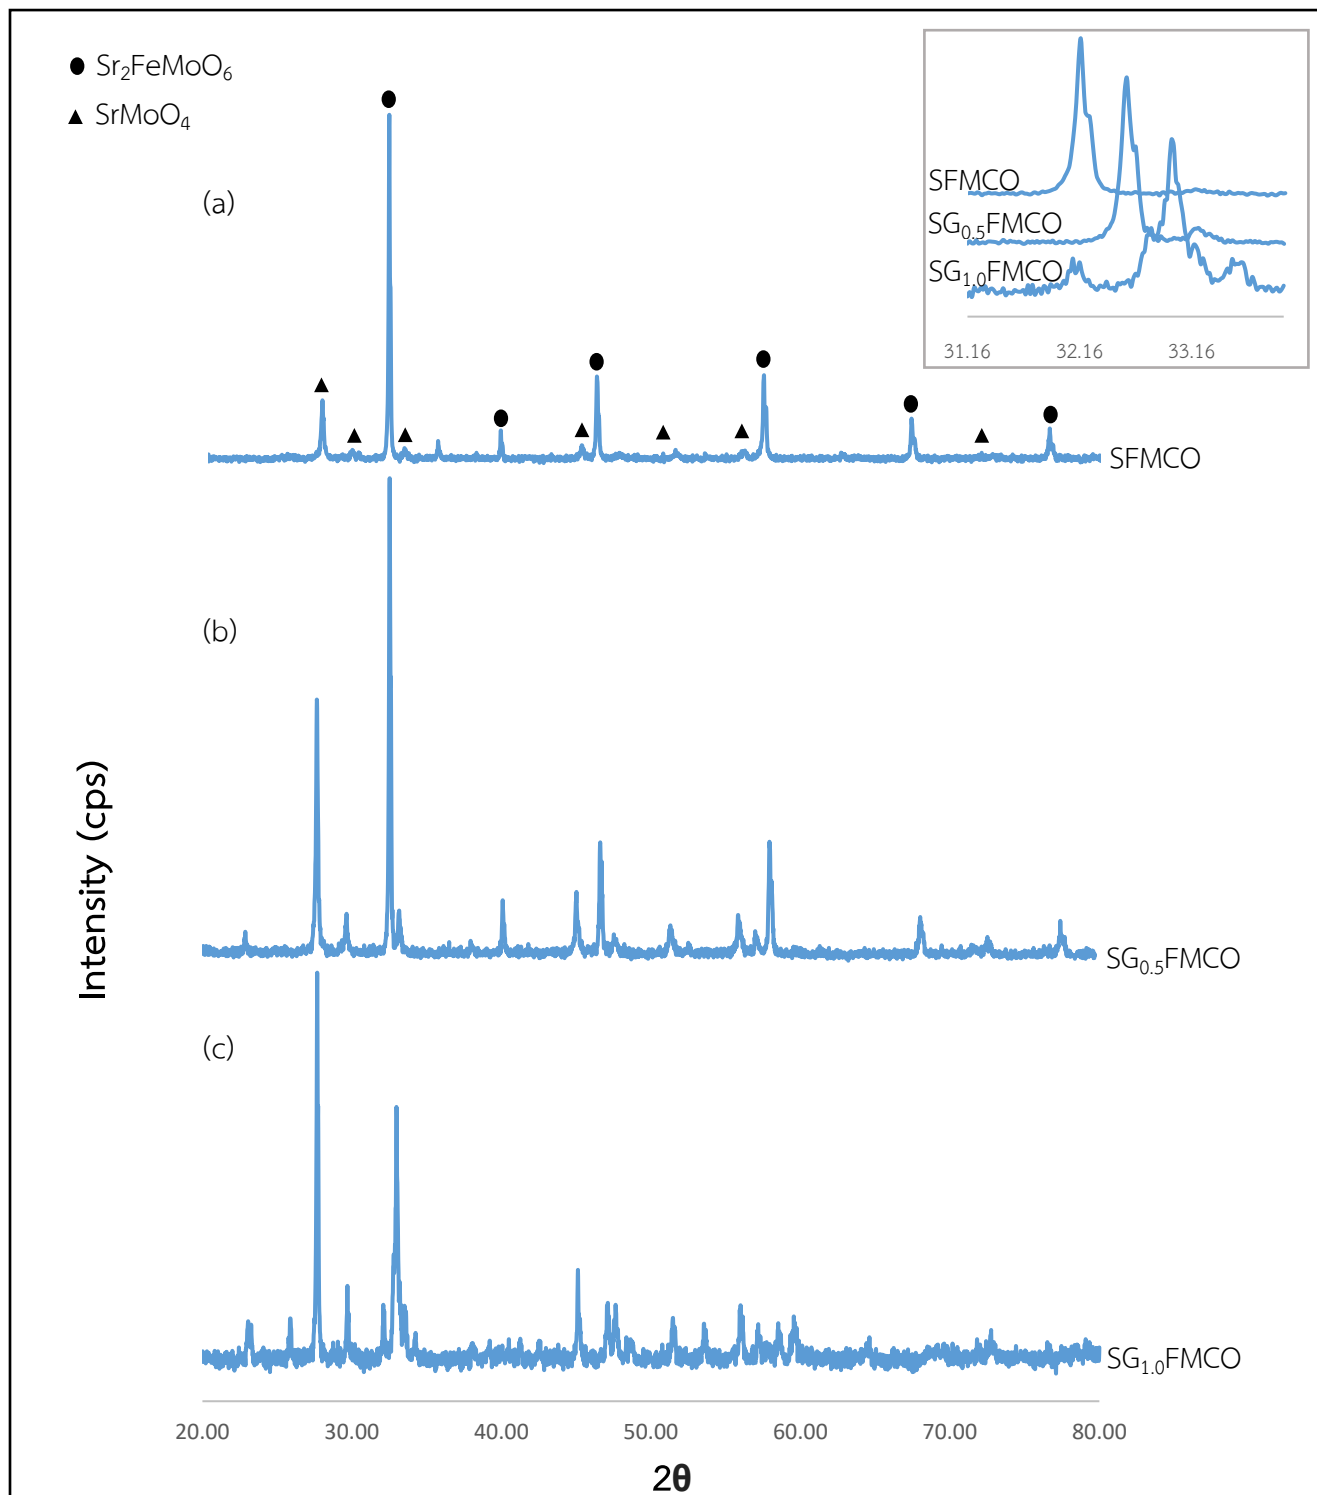 ● Sr₂FeMoO₆
▲ SrMoO₄
(a)
SFMCO
SG₀.₅FMCO
SG₁.₀FMCO
31.16 32.16 33.16
SFMCO
(b)
Intensity (cps)
SG₀.₅FMCO
(c)
SG₁.₀FMCO
20.00 30.00 40.00 50.00 60.00 70.00 80.00
2θ